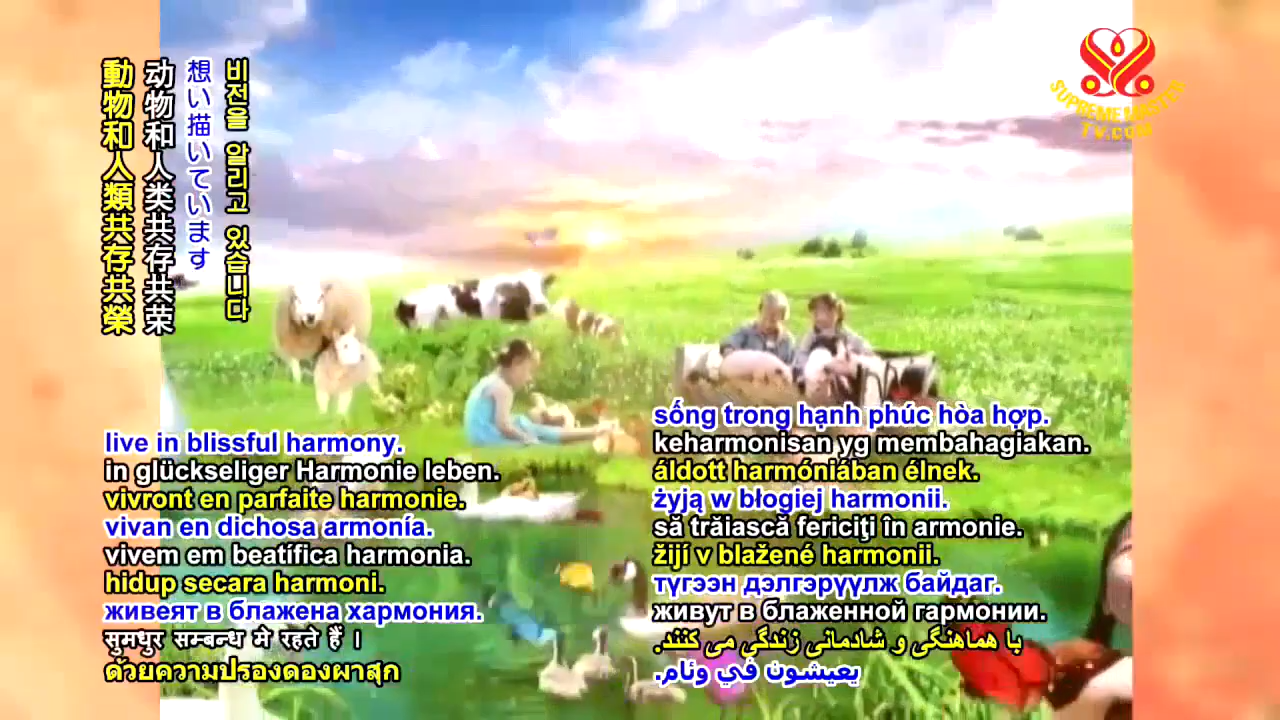 動物和人類共存共榮
动物和人类共存共荣
想い描いています
비전을 알리고 있습니다
SUPREME MASTER
TV.COM
live in blissful harmony.
in glückseliger Harmonie leben.
vivront en parfaite harmonie.
vivan en dichosa armonía.
vivem em beatífica harmonia.
hidup secara harmoni.
живеят в блажена хармония.
सुमधुर सम्बन्ध मे रहते हैं ।
ด้วยความปรองดองผาสุก
sống trong hạnh phúc hòa hợp.
keharmonisan yg membahagiakan.
áldott harmóniában élnek.
żyją w błogiej harmonii.
să trăiască fericiţi în armonie.
žijí v blažené harmonii.
түгээн дэлгэрүүлж байдаг.
живут в блаженной гармонии.
با هماهنگی و شادمانی زندگی می کنند.
يعيشون في وئام.